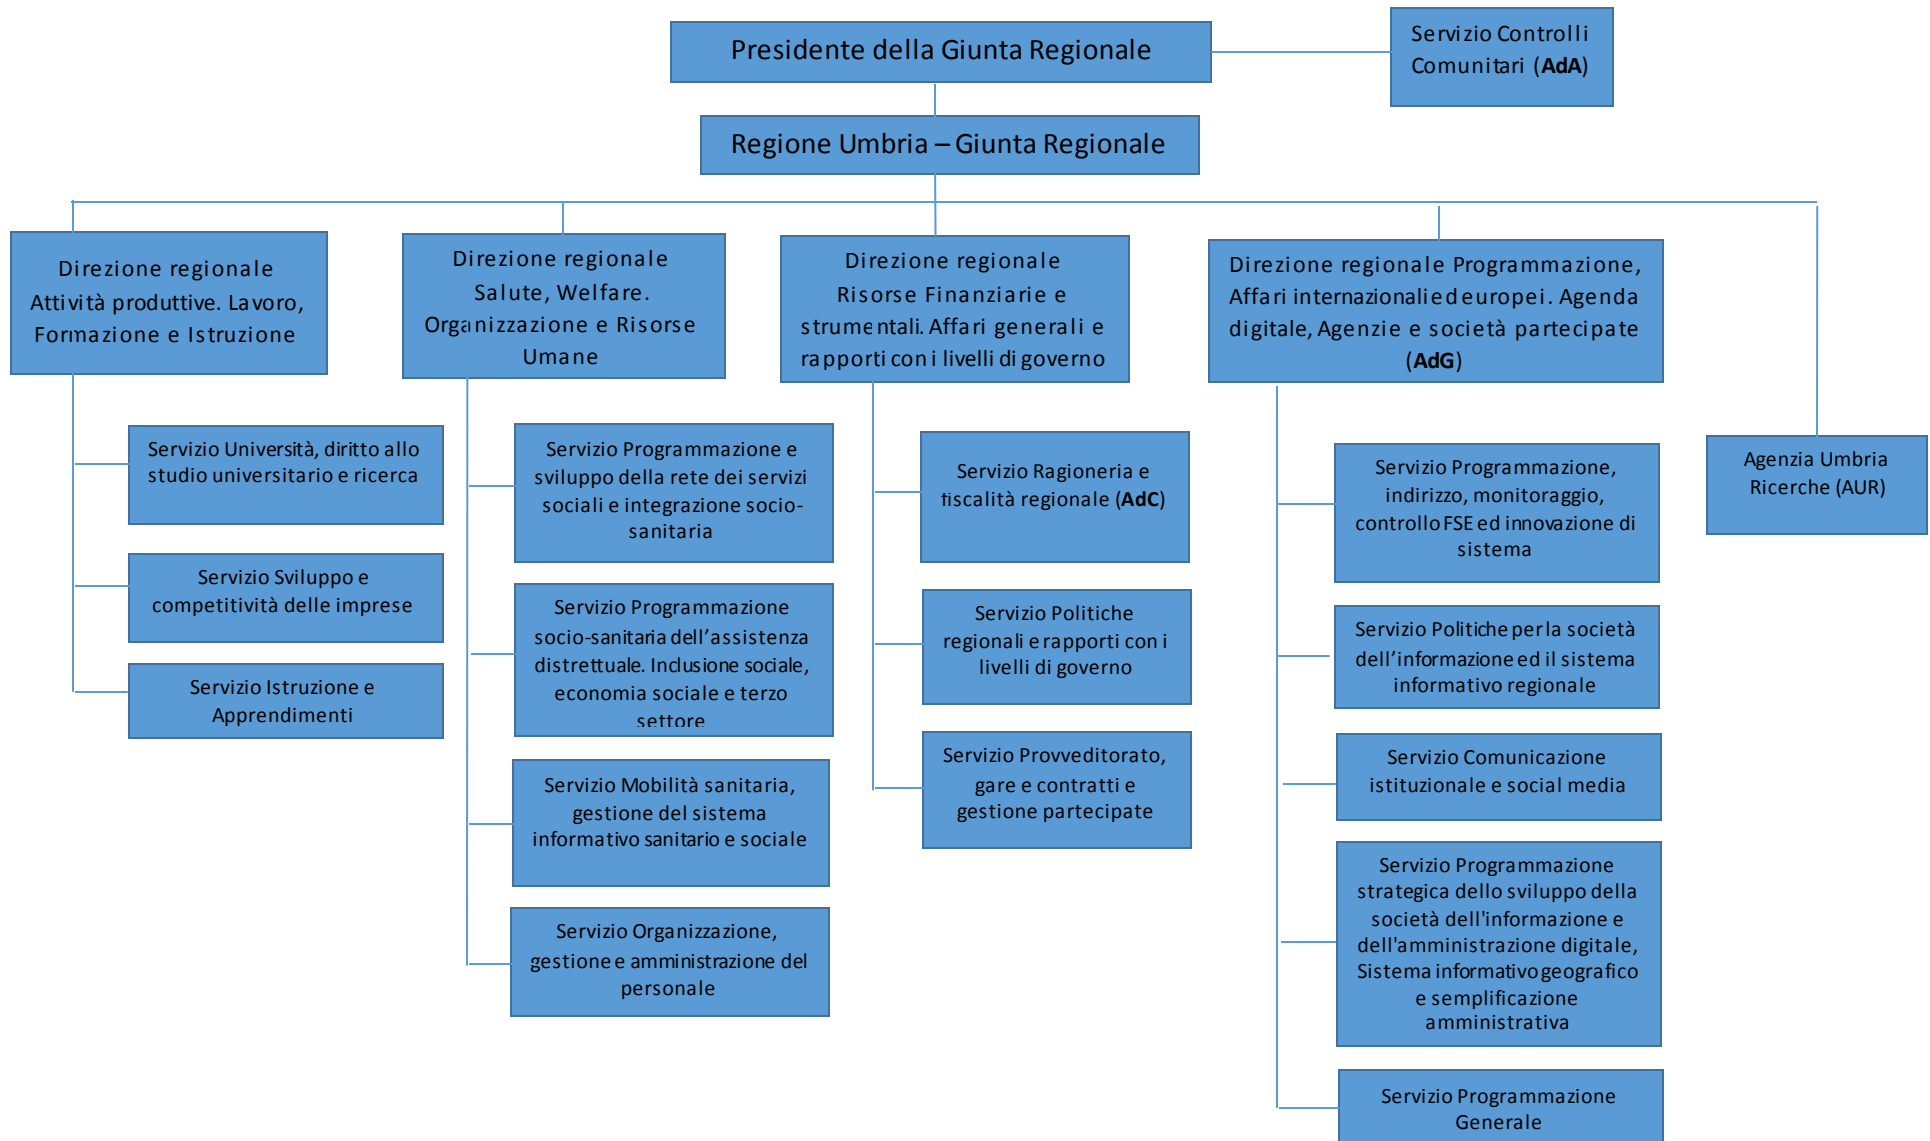 Presidente della Giunta Regionale
Servizio Controlli
Comunitari (AdA)
Regione Umbria – Giunta Regionale
Direzione regionale
Attività produttive. Lavoro,
Formazione e Istruzione
Servizio Università, diritto allo
studio universitario e ricerca
Servizio Sviluppo e
competitività delle imprese
Servizio Istruzione e
Apprendimenti
Direzione regionale
Salute, Welfare.
Organizzazione e Risorse
Umane
Servizio Programmazione e
sviluppo della rete dei servizi
sociali e integrazione socio-
sanitaria
Servizio Programmazione
socio-sanitaria dell’assistenza
distrettuale. Inclusione sociale,
economia sociale e terzo
settore
Servizio Mobilità sanitaria,
gestione del sistema
informativo sanitario e sociale
Servizio Organizzazione,
gestione e amministrazione del
personale
Direzione regionale
Risorse Finanziarie e
strumentali. Affari generali e
rapporti con i livelli di governo
Servizio Ragioneria e
fiscalità regionale (AdC)
Servizio Politiche
regionali e rapporti con i
livelli di governo
Servizio Provveditorato,
gare e contratti e
gestione partecipate
Direzione regionale Programmazione,
Affari internazionali ed europei. Agenda
digitale, Agenzie e società partecipate
(AdG)
Servizio Programmazione,
indirizzo, monitoraggio,
controllo FSE ed innovazione di
sistema
Servizio Politiche per la società
dell’informazione ed il sistema
informativo regionale
Servizio Comunicazione
istituzionale e social media
Servizio Programmazione
strategica dello sviluppo della
società dell'informazione e
dell'amministrazione digitale,
Sistema informativo geografico
e semplificazione
amministrativa
Servizio Programmazione
Generale
Agenzia Umbria
Ricerche (AUR)